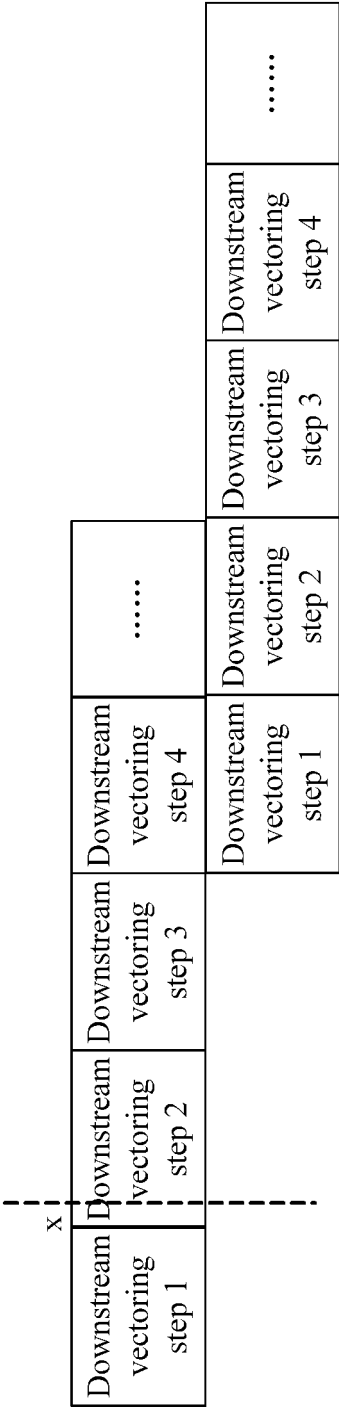 x
Downstream
vectoring
step 1
Downstream
vectoring
step 2
Downstream
vectoring
step 3
Downstream
vectoring
step 4
......
Downstream
vectoring
step 1
Downstream
vectoring
step 2
Downstream
vectoring
step 3
Downstream
vectoring
step 4
......